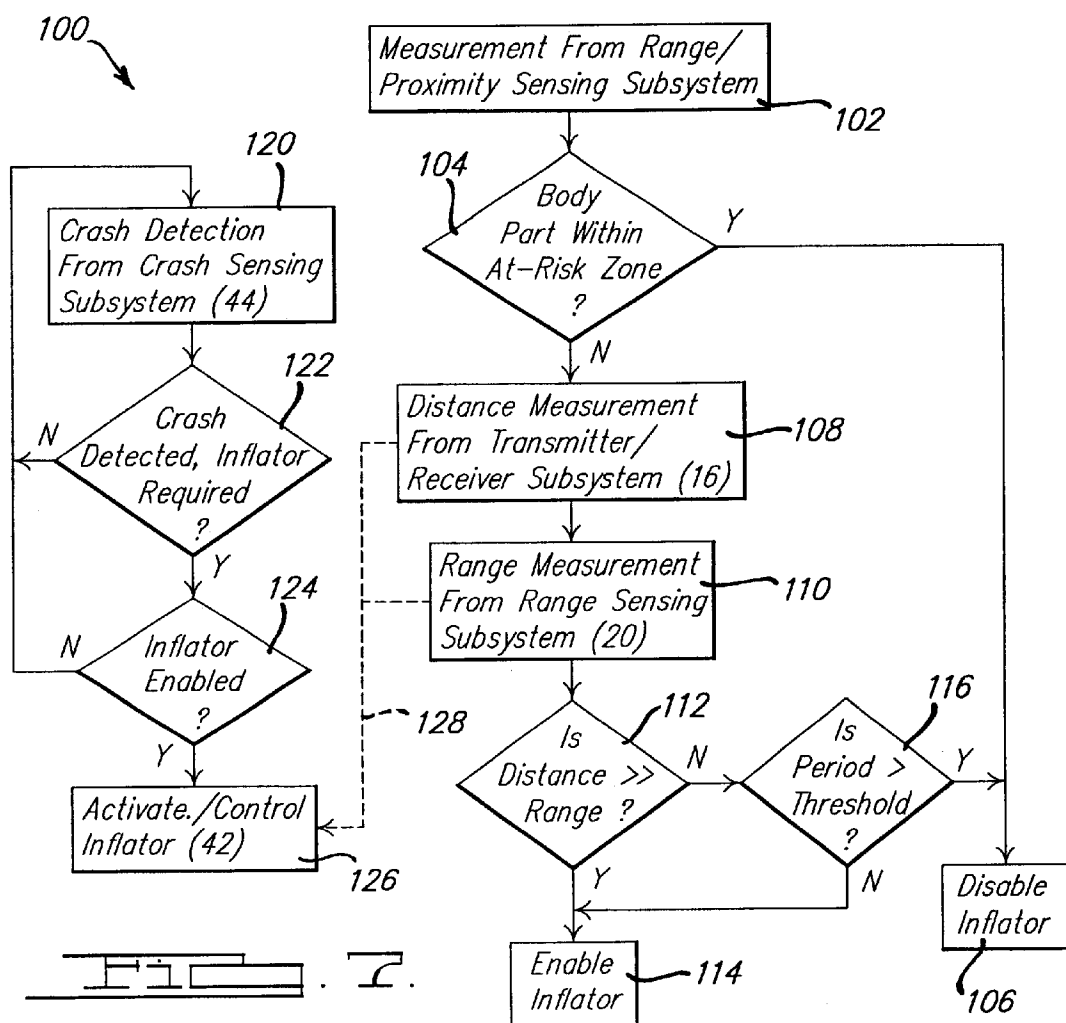 100
Measurement From Range/
Proximity Sensing Subsystem
102
104
Body
Part Within
At-Risk Zone
?
Y
N
120
Crash Detection
From Crash Sensing
Subsystem (44)
122
Crash
Detected, Inflator
Required
?
N
Y
124
Inflator
Enabled
?
N
Y
Activate./Control
Inflator (42)
126
128
Distance Measurement
From Transmitter/
Receiver Subsystem (16)
108
Range Measurement
From Range Sensing
Subsystem (20)
110
112
Is
Distance >>
Range ?
N
Y
116
Is
Period >
Threshold
?
Y
N
Enable
Inflator
114
Disable
Inflator
106